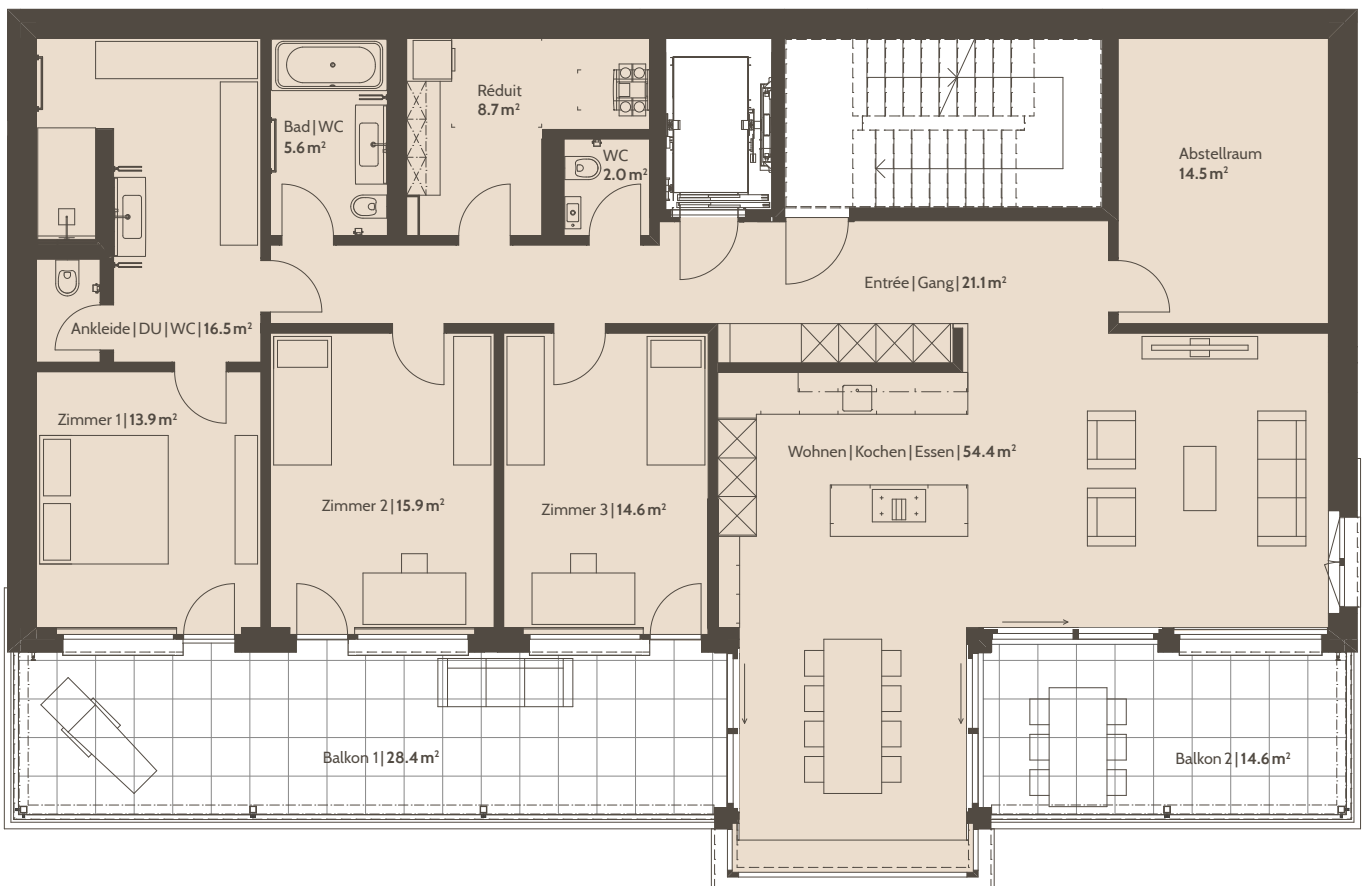 Réduit
8.7 m²
Bad|WC
5.6 m²
WC
2.0 m²
Abstellraum
14.5 m²
Entrée|Gang|21.1 m²
Ankleide|DU|WC|16.5 m²
Zimmer 1|13.9 m²
Wohnen|Kochen|Essen|54.4 m²
Zimmer 2|15.9 m²
Zimmer 3|14.6 m²
Balkon 1|28.4 m²
Balkon 2|14.6 m²